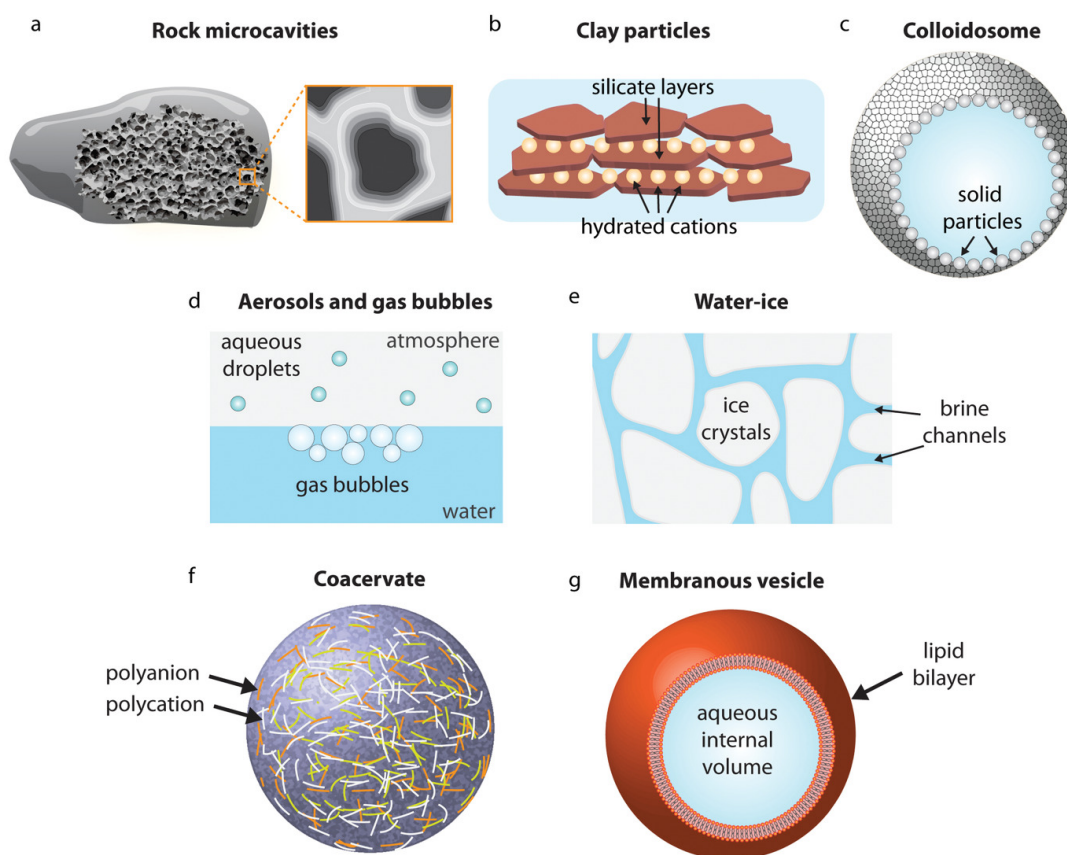 a
Rock microcavities
b
Clay particles
silicate layers
hydrated cations
c
Colloidosome
solid
particles
d
Aerosols and gas bubbles
aqueous
droplets
atmosphere
gas bubbles
water
e
Water-ice
ice
crystals
brine
channels
f
Coacervate
polyanion
polycation
g
Membranous vesicle
lipid
bilayer
aqueous
internal
volume